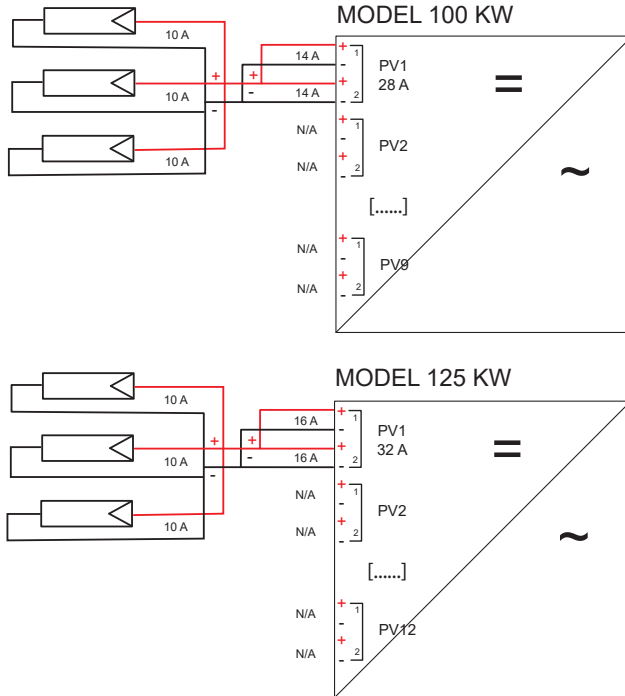 MODEL 100 KW
10 A
+
1
14 A
+
+
-
PV1
10 A
-
14 A
+
2
28 A
-
-
10 A
=
N/A
+
1
-
PV2
N/A
+
2
-
~
[......]
N/A
+
1
-
PV9
N/A
+
2
-
MODEL 125 KW
10 A
+
1
16 A
+
+
-
PV1
10 A
-
16 A
+
2
32 A
-
-
10 A
=
N/A
+
1
-
PV2
N/A
+
2
-
~
[......]
N/A
+
1
-
PV12
N/A
+
2
-